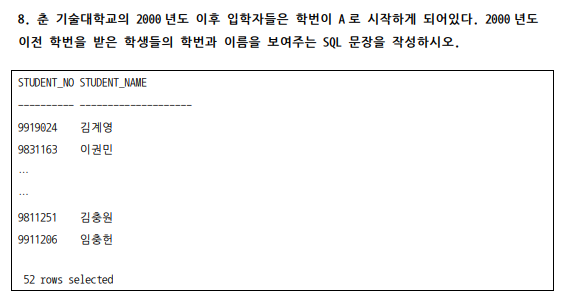 8. 춘 기술대학교의 2000 년도 이후 입학자들은 학번이 A 로 시작하게 되어있다. 2000 년도
이전 학번을 받은 학생들의 학번과 이름을 보여주는 SQL 문장을 작성하시오.
STUDENT_NO STUDENT_NAME
---------- --------------------
9919024 김계영
9831163 이권민
…
…
9811251 김충원
9911206 임충헌
52 rows selected